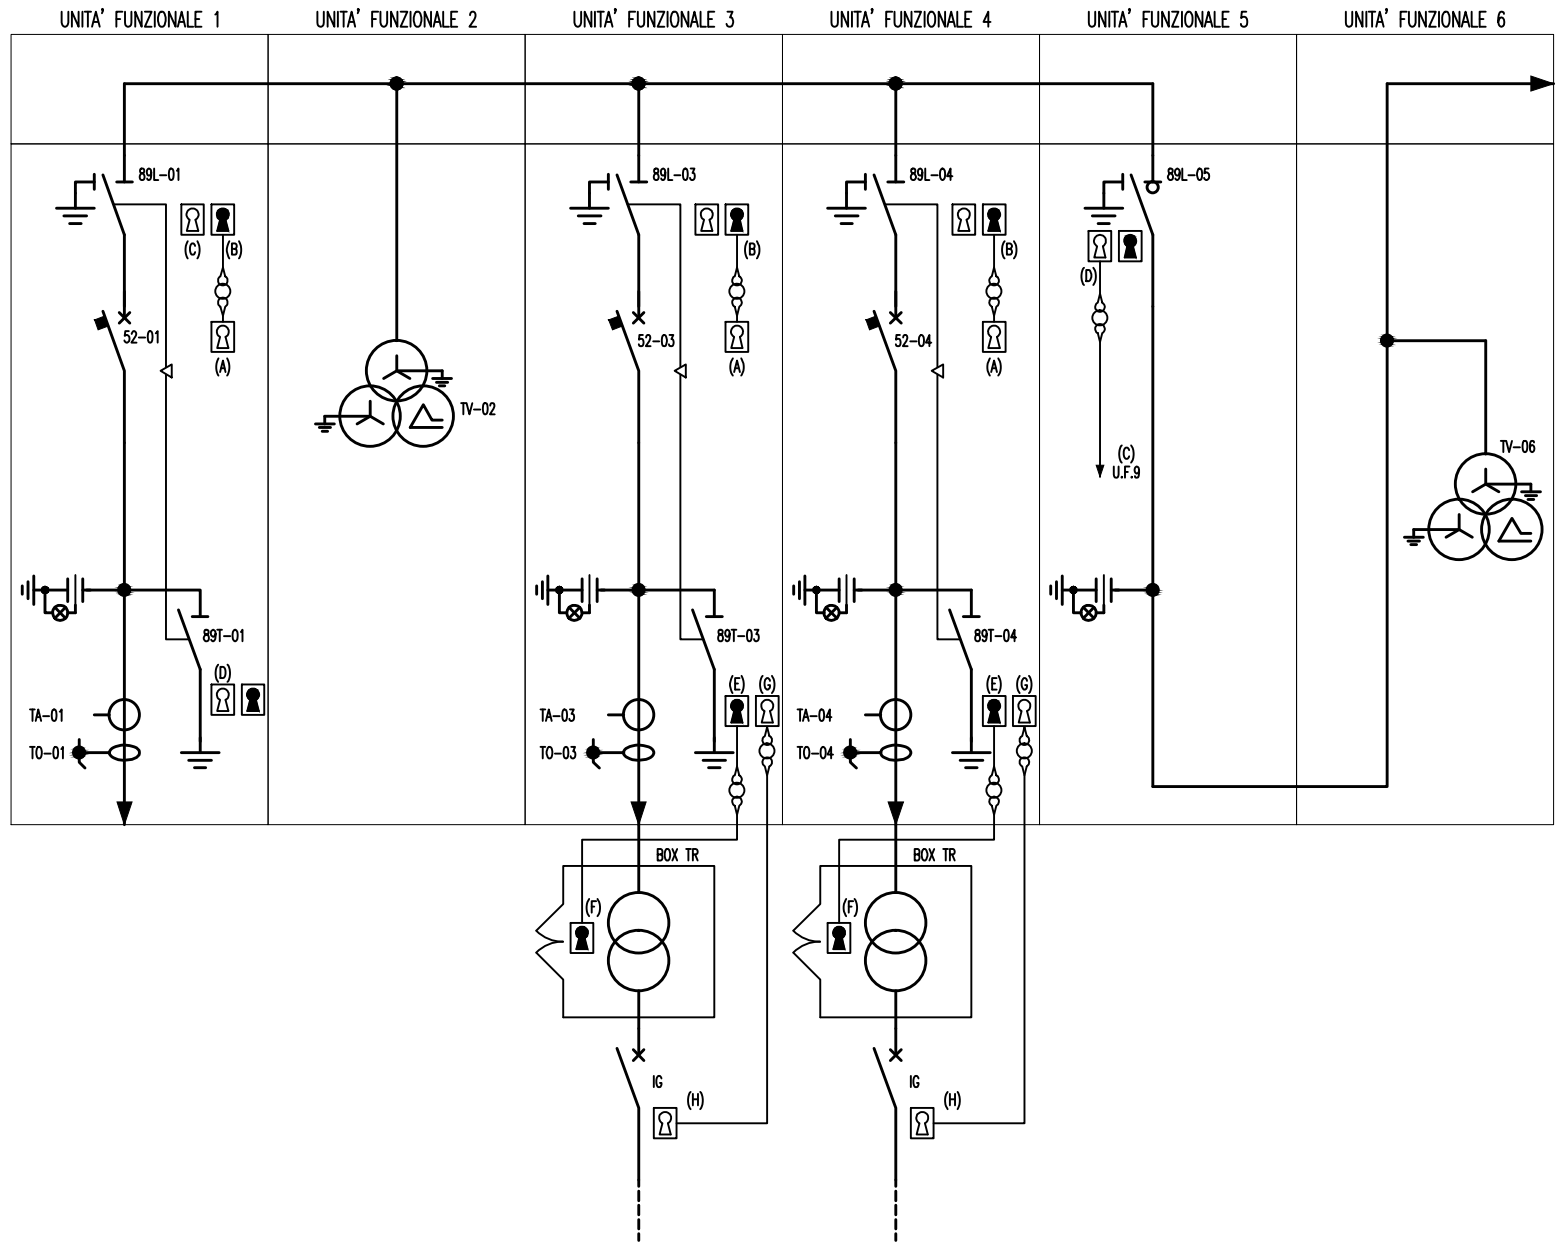 UNITA' FUNZIONALE 1
UNITA' FUNZIONALE 2
UNITA' FUNZIONALE 3
UNITA' FUNZIONALE 4
UNITA' FUNZIONALE 5
UNITA' FUNZIONALE 6
89L-01
(C)
(B)
52-01
(A)
89T-01
(D)
TA-01
TO-01
TV-02
89L-03
(B)
52-03
(A)
89T-03
(E)
(G)
TA-03
TO-03
BOX TR
(F)
IG
(H)
89L-04
(B)
52-04
(A)
89T-04
(E)
(G)
TA-04
TO-04
BOX TR
(F)
IG
(H)
89L-05
(D)
(C)
U.F.9
TV-06